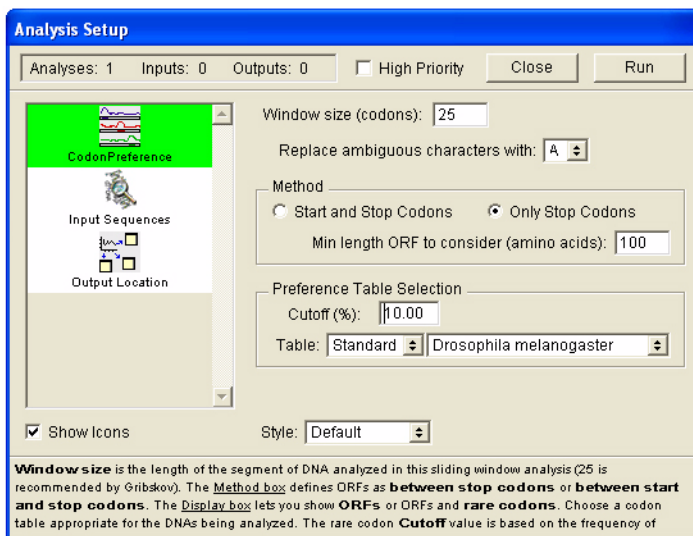 Analysis Setup
Analyses: 1 Inputs: 0 Outputs: 0 High Priority Close Run
CodonPreference
Input Sequences
Output Location
Window size (codons): 25
Replace ambiguous characters with: A
Method
Start and Stop Codons Only Stop Codons
Min length ORF to consider (amino acids): 100
Preference Table Selection
Cutoff (%): 10.00
Table: Standard Drosophila melanogaster
Show Icons Style: Default
Window size is the length of the segment of DNA analyzed in this sliding window analysis (25 is
recommended by Gribskov). The Method box defines ORFs as between stop codons or between start
and stop codons. The Display box lets you show ORFs or ORFs and rare codons. Choose a codon
table appropriate for the DNAs being analyzed. The rare codon Cutoff value is based on the frequency of